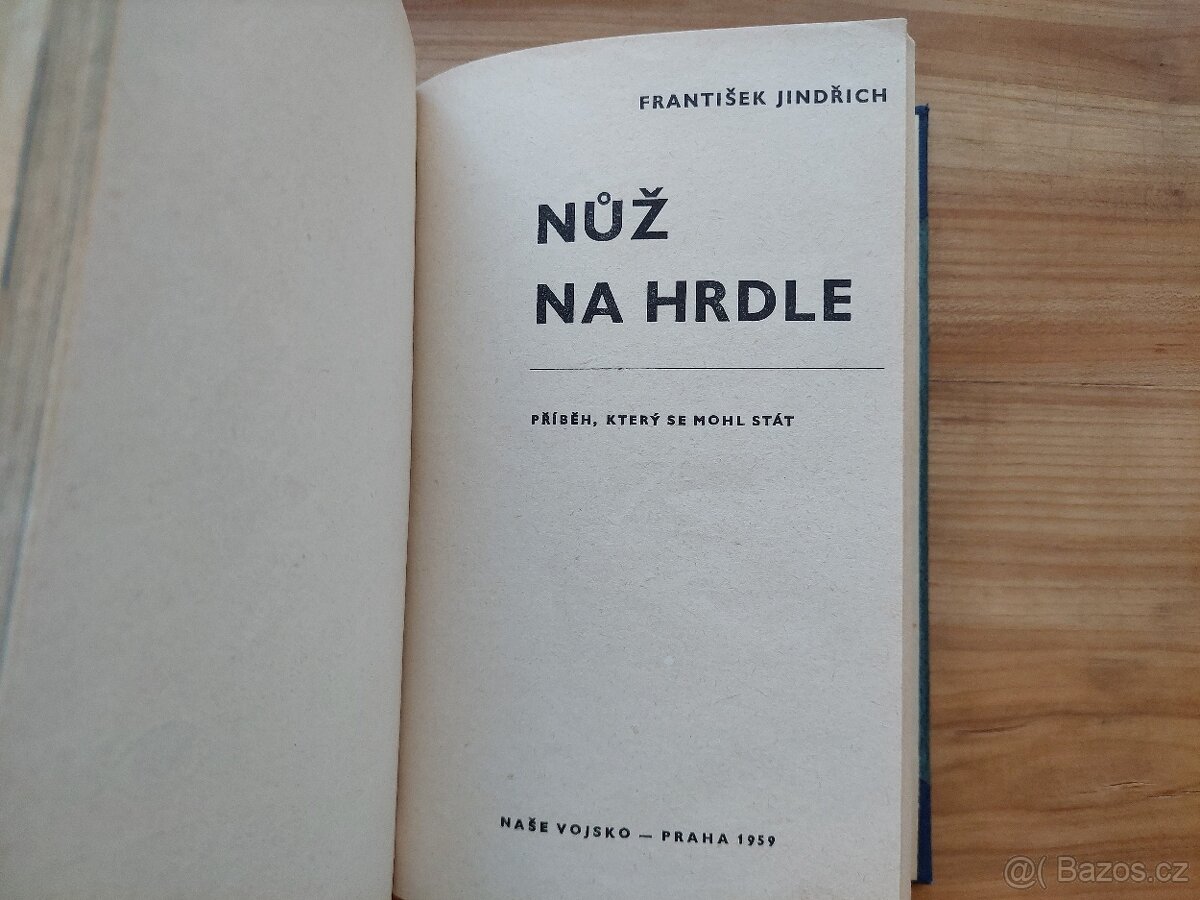 FRANTIŠEK JINDŘICH
NŮŽ
NA HRDLE
PŘÍBĚH, KTERÝ SE MOHL STÁT
NAŠE VOJSKO — PRAHA 1959
@( Bazos.cz